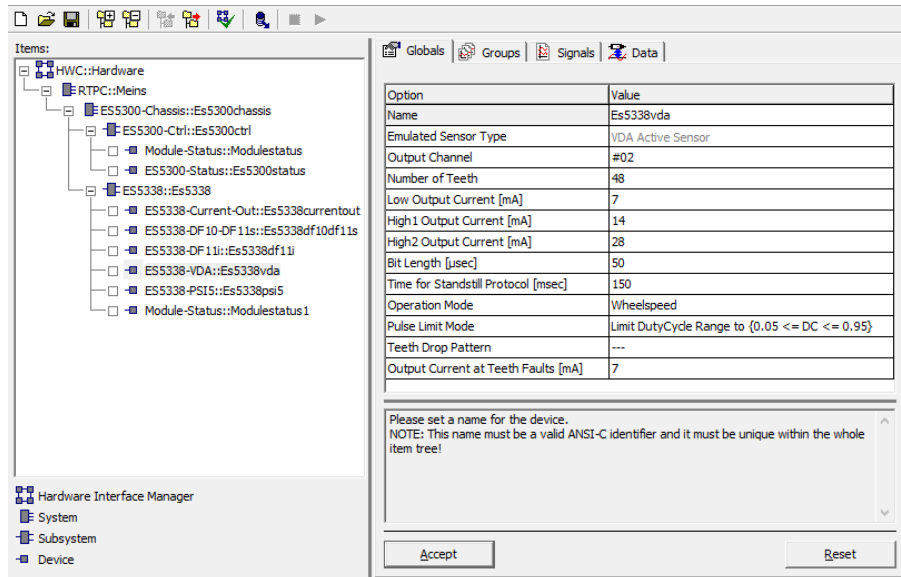 Items:
HWC::Hardware
RTPC::Meins
ES5300-Chassis::Es5300chassis
ES5300-Ctrl::Es5300ctrl
Module-Status::Modulestatus
ES5300-Status::Es5300status
ES5338::Es5338
ES5338-Current-Out::Es5338currentout
ES5338-DF10-DF11s::Es5338df10df11s
ES5338-DF11i::Es5338df11i
ES5338-VDA::Es5338vda
ES5338-PSI5::Es5338psi5
Module-Status::Modulestatus1
Hardware Interface Manager
System
Subsystem
Device
Globals Groups Signals Data
Option Value
Name Es5338vda
Emulated Sensor Type VDA Active Sensor
Output Channel #02
Number of Teeth 48
Low Output Current [mA] 7
High1 Output Current [mA] 14
High2 Output Current [mA] 28
Bit Length [µsec] 50
Time for Standstill Protocol [msec] 150
Operation Mode Wheelspeed
Pulse Limit Mode Limit DutyCycle Range to {0.05 <= DC <= 0.95}
Teeth Drop Pattern ---
Output Current at Teeth Faults [mA] 7
Please set a name for the device.
NOTE: This name must be a valid ANSI-C identifier and it must be unique within the whole
item tree!
Accept Reset